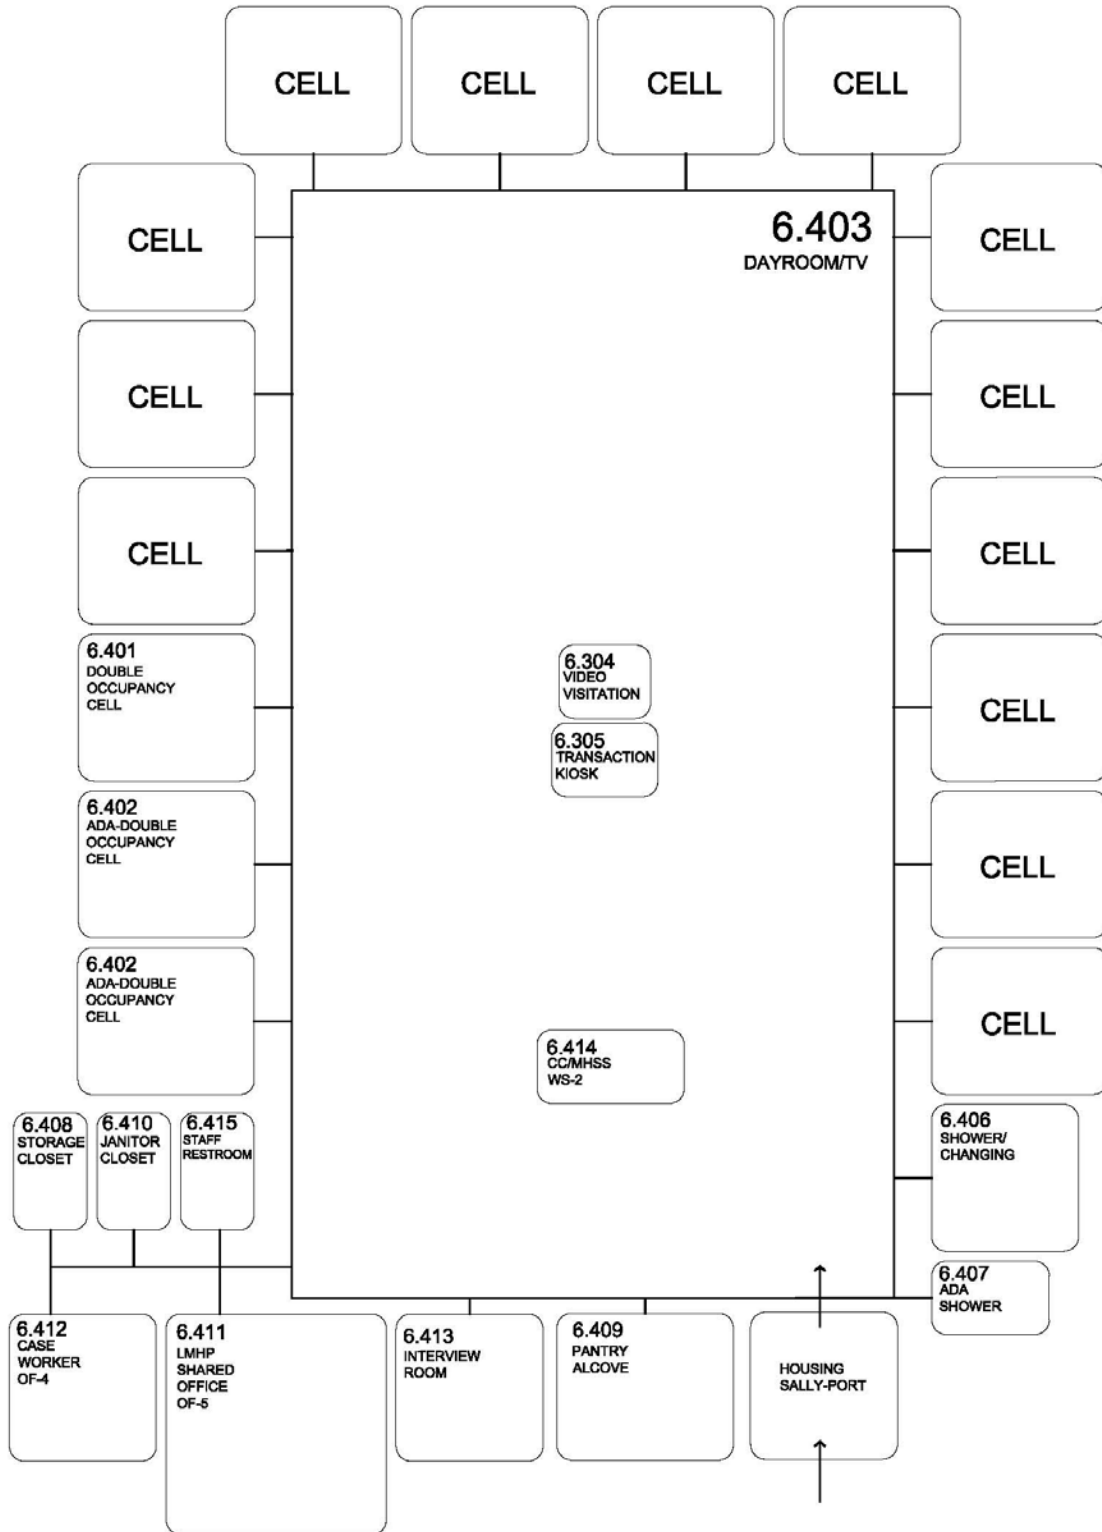 CELL
CELL
CELL
CELL
6.403
DAYROOM/TV
CELL
CELL
CELL
CELL
CELL
CELL
6.401
DOUBLE
OCCUPANCY
CELL
6.304
VIDEO
VISITATION
6.305
TRANSACTION
KIOSK
CELL
6.402
ADA-DOUBLE
OCCUPANCY
CELL
CELL
6.402
ADA-DOUBLE
OCCUPANCY
CELL
6.414
CC/MHSS
WS-2
CELL
6.408
STORAGE
CLOSET
6.410
JANITOR
CLOSET
6.415
STAFF
RESTROOM
6.406
SHOWER/
CHANGING
6.407
ADA
SHOWER
6.412
CASE
WORKER
OF-4
6.411
LMHP
SHARED
OFFICE
OF-5
6.413
INTERVIEW
ROOM
6.409
PANTRY
ALCOVE
HOUSING
SALLY-PORT